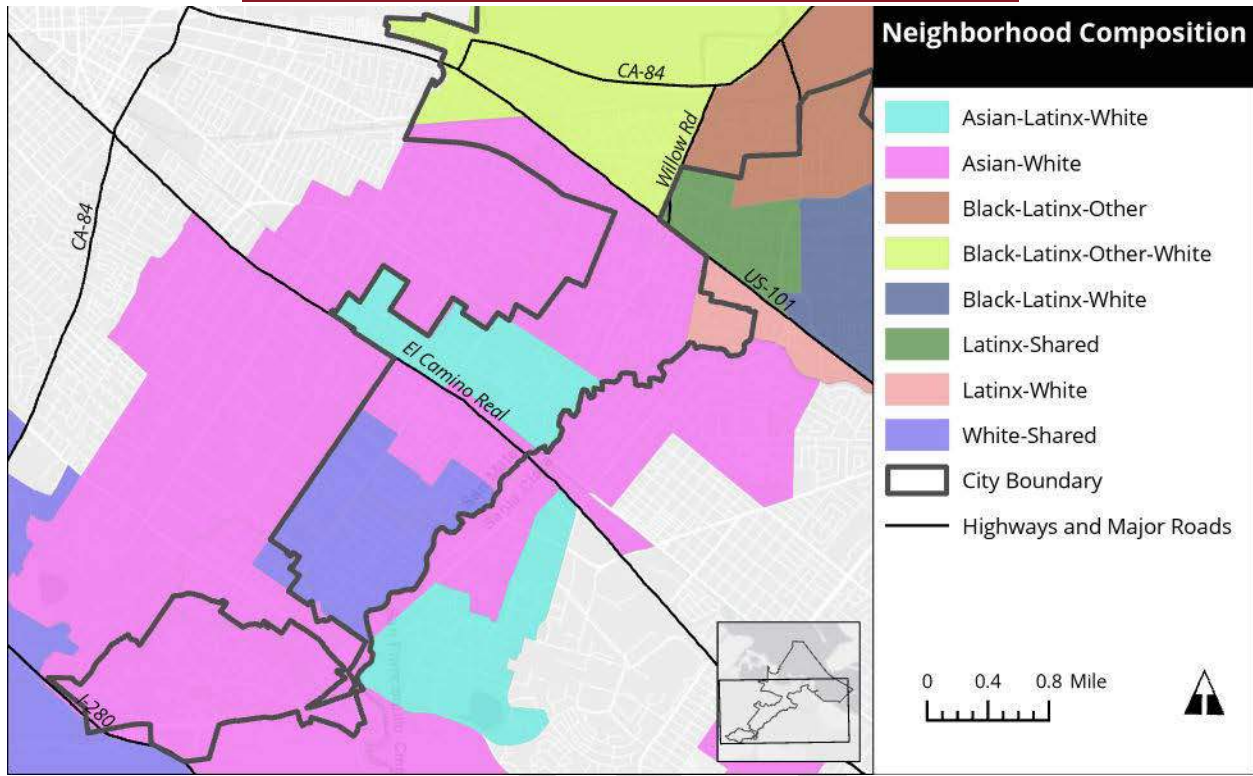 Neighborhood Composition
Asian-Latinx-White
Asian-White
Black-Latinx-Other
Black-Latinx-Other-White
Black-Latinx-White
Latinx-Shared
Latinx-White
White-Shared
City Boundary
Highways and Major Roads
0 0.4 0.8 Mile
CA-84
Willow Rd
CA-84
US-101
El Camino Real
I-280